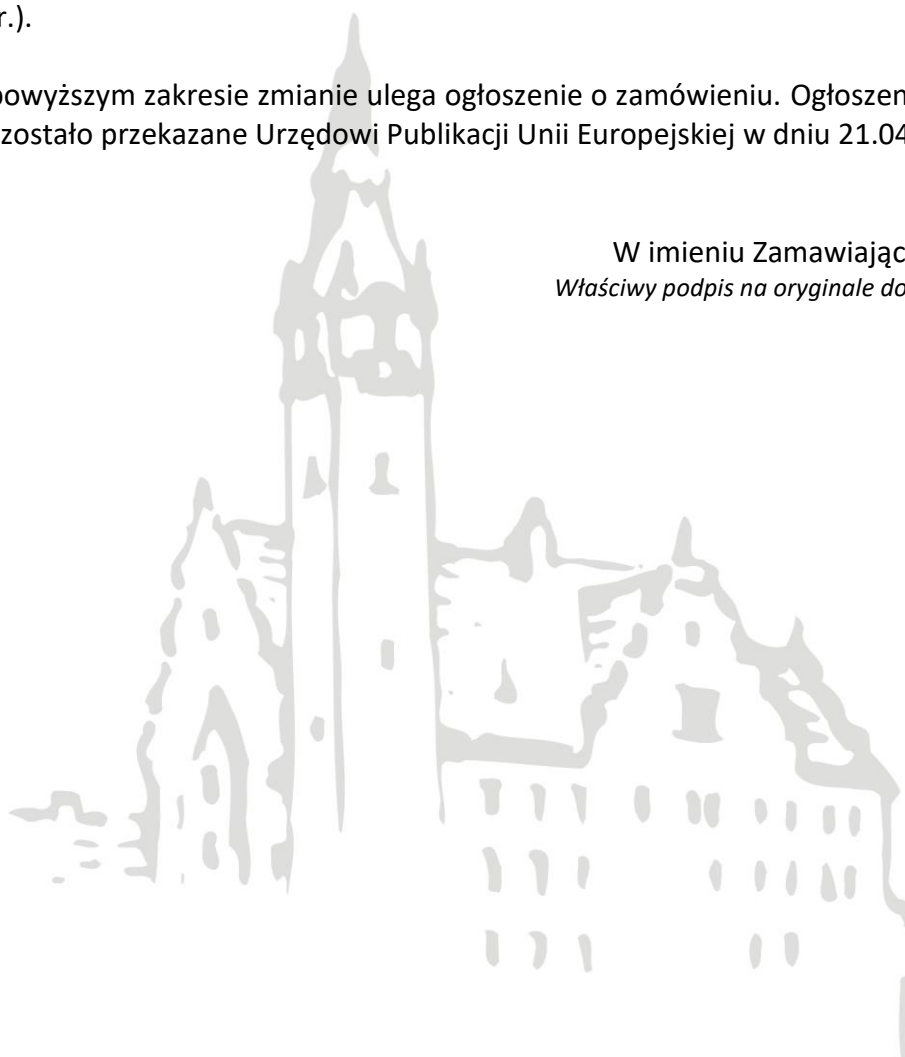 r.).
powyższym zakresie zmianie ulega ogłoszenie o zamówieniu. Ogłoszen
zostało przekazane Urzędowi Publikacji Unii Europejskiej w dniu 21.04
W imieniu Zamawiając
Właściwy podpis na oryginale do